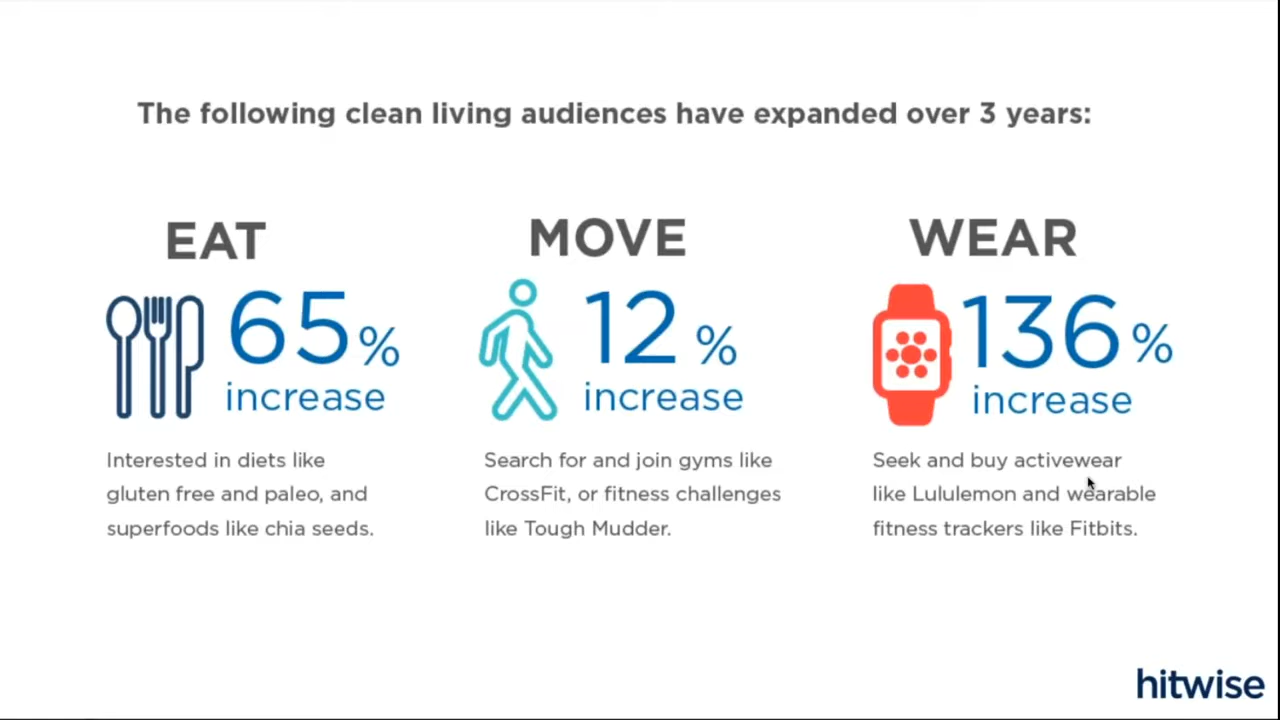 The following clean living audiences have expanded over 3 years:
EAT
65%
increase
Interested in diets like
gluten free and paleo, and
superfoods like chia seeds.
MOVE
12 %
increase
Search for and join gyms like
CrossFit, or fitness challenges
like Tough Mudder.
WEAR
136%
increase
Seek and buy activewear
like Lululemon and wearable
fitness trackers like Fitbits.
hitwise